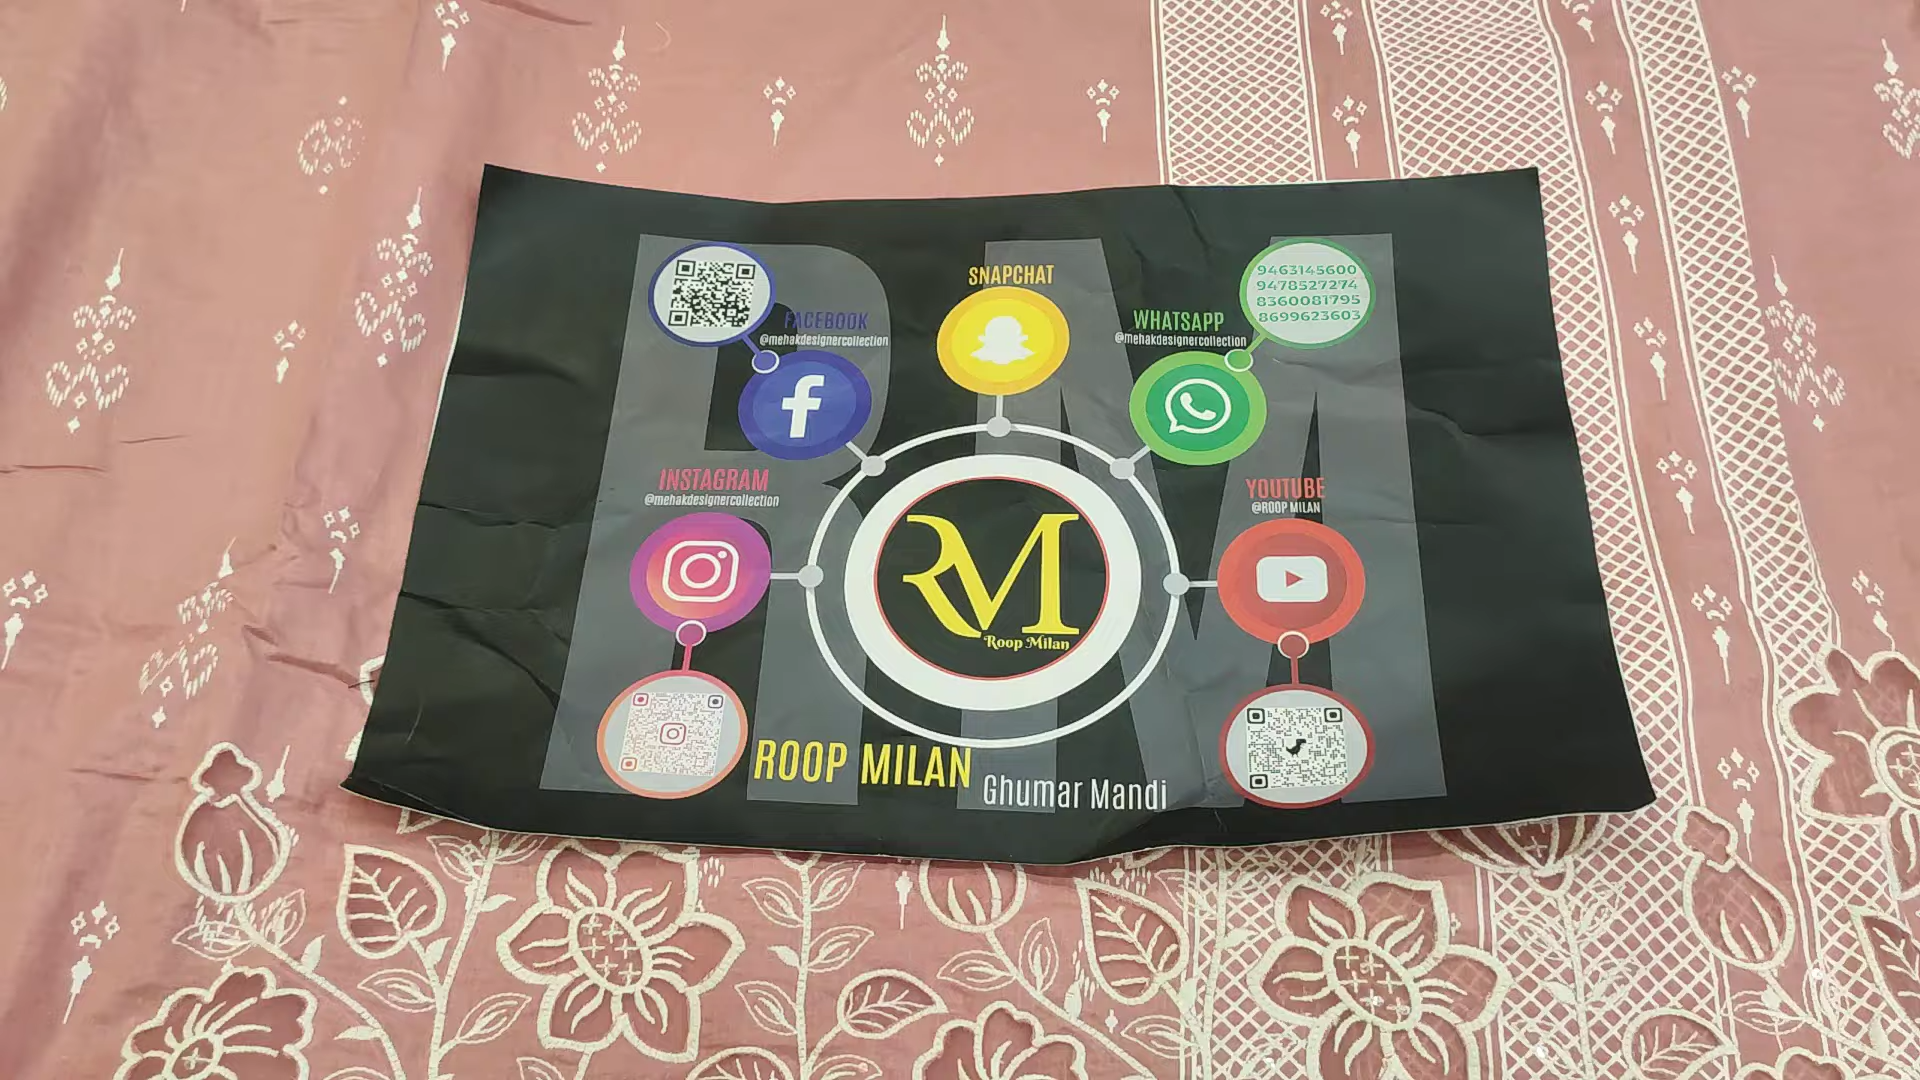 SNAPCHAT
FACEBOOK
@mehakdesignercollection
WHATSAPP
@mehakdesignercollection
9463145600
9478527274
8360081795
8699623603
INSTAGRAM
@mehakdesignercollection
YOUTUBE
@ROOP MILAN
RM
Roop Milan
ROOP MILAN
Ghumar Mandi
RM